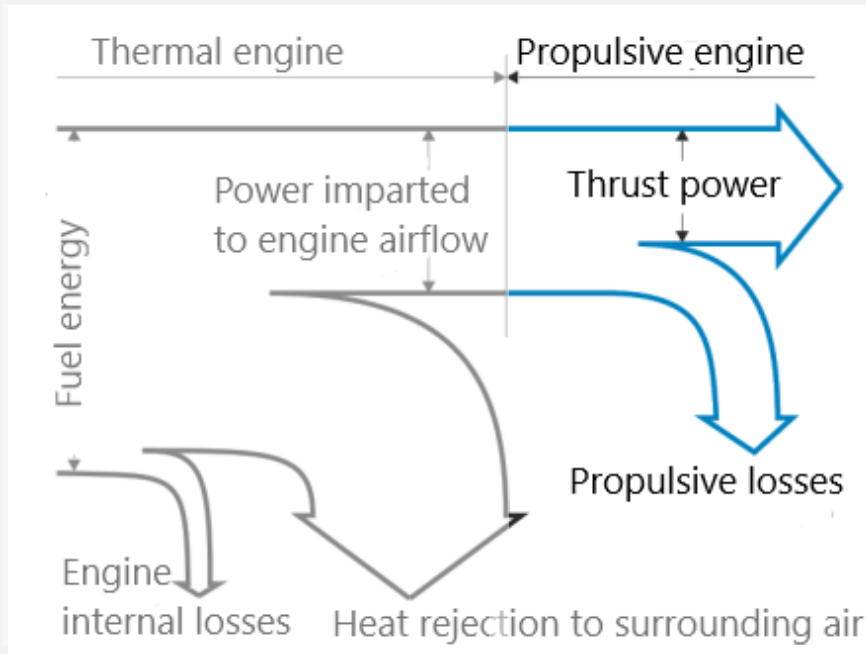 Thermal engine
Propulsive engine
Power imparted
to engine airflow
Thrust power
Fuel energy
Propulsive losses
Engine
internal losses
Heat rejection to surrounding air